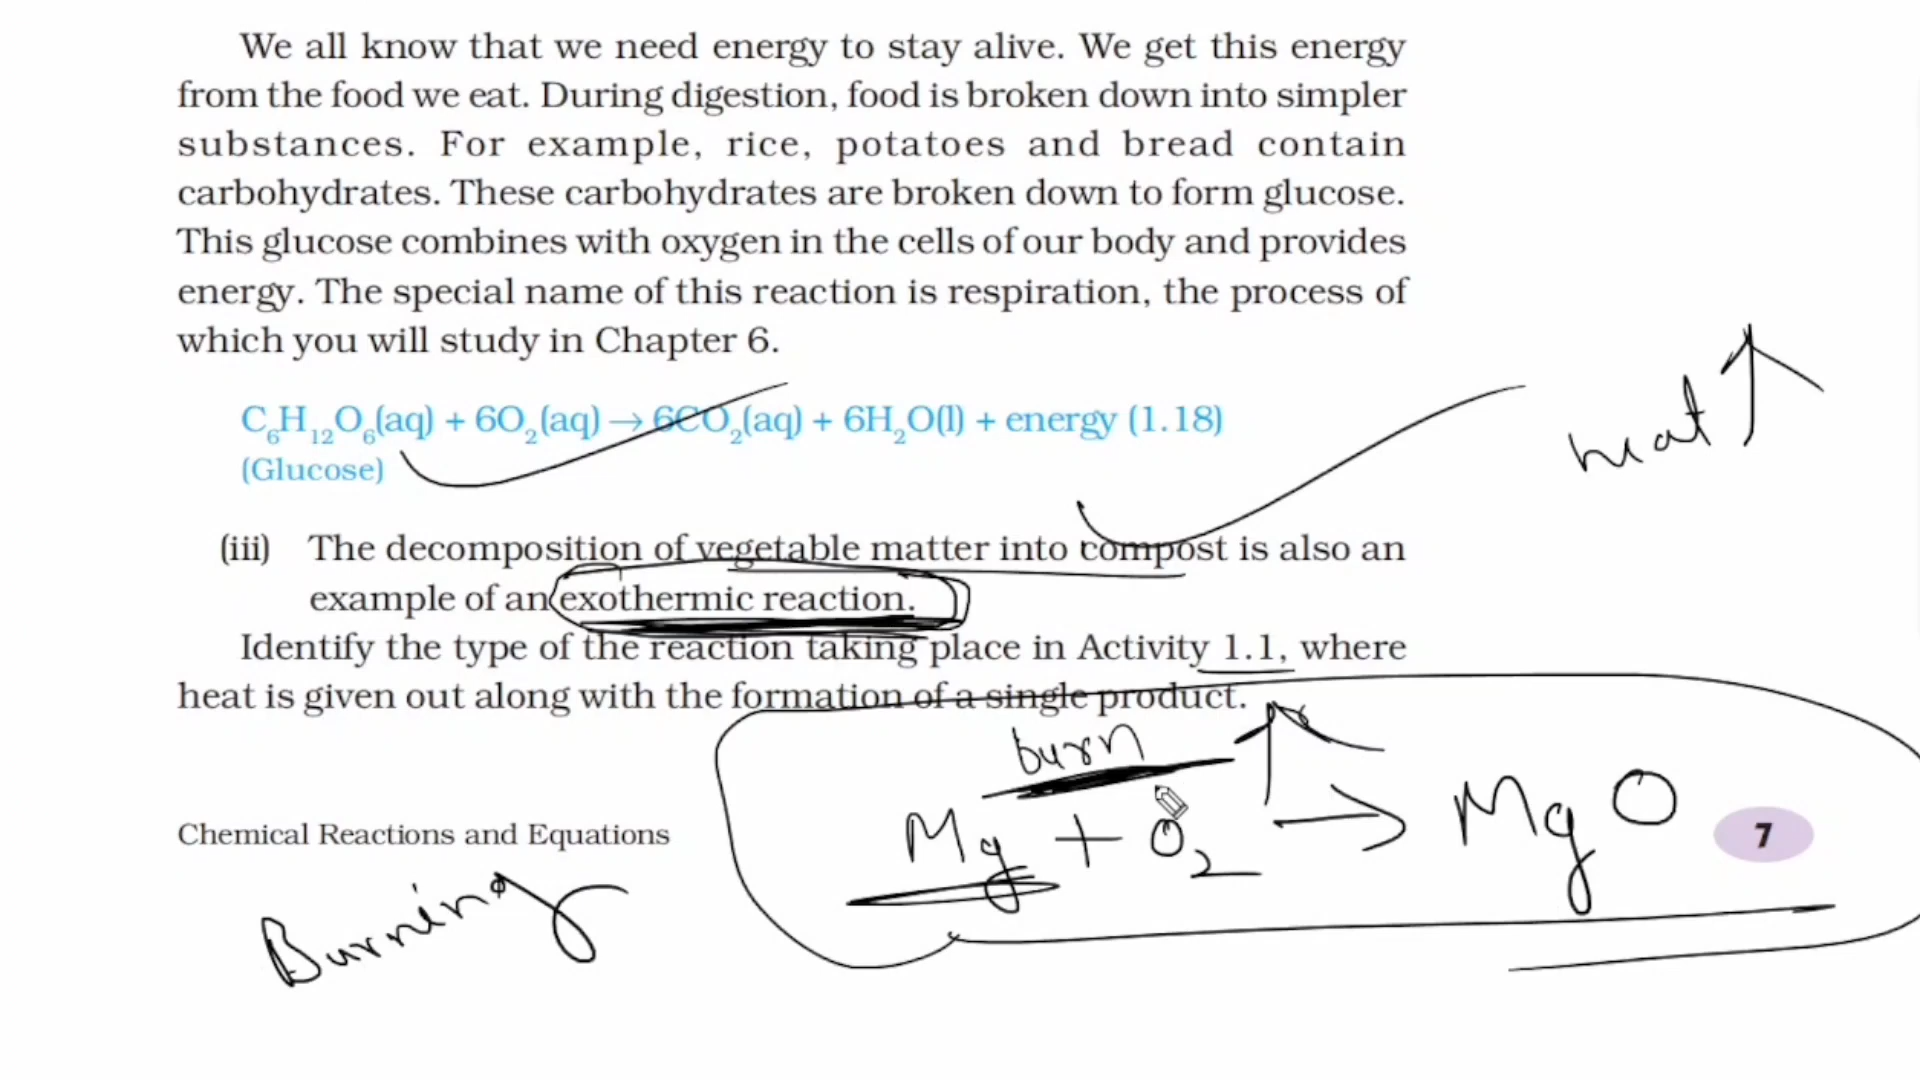 We all know that we need energy to stay alive. We get this energy
from the food we eat. During digestion, food is broken down into simpler
substances. For example, rice, potatoes and bread contain
carbohydrates. These carbohydrates are broken down to form glucose.
This glucose combines with oxygen in the cells of our body and provides
energy. The special name of this reaction is respiration, the process of
which you will study in Chapter 6.
C₆H₁₂O₆(aq) + 6O₂(aq) → 6CO₂(aq) + 6H₂O(l) + energy (1.18)
(Glucose)
heat ↑
(iii) The decomposition of vegetable matter into compost is also an
example of an exothermic reaction.
Identify the type of the reaction taking place in Activity 1.1, where
heat is given out along with the formation of a single product.
burn ↑
Mg + O₂ → MgO
Chemical Reactions and Equations
7
Burning